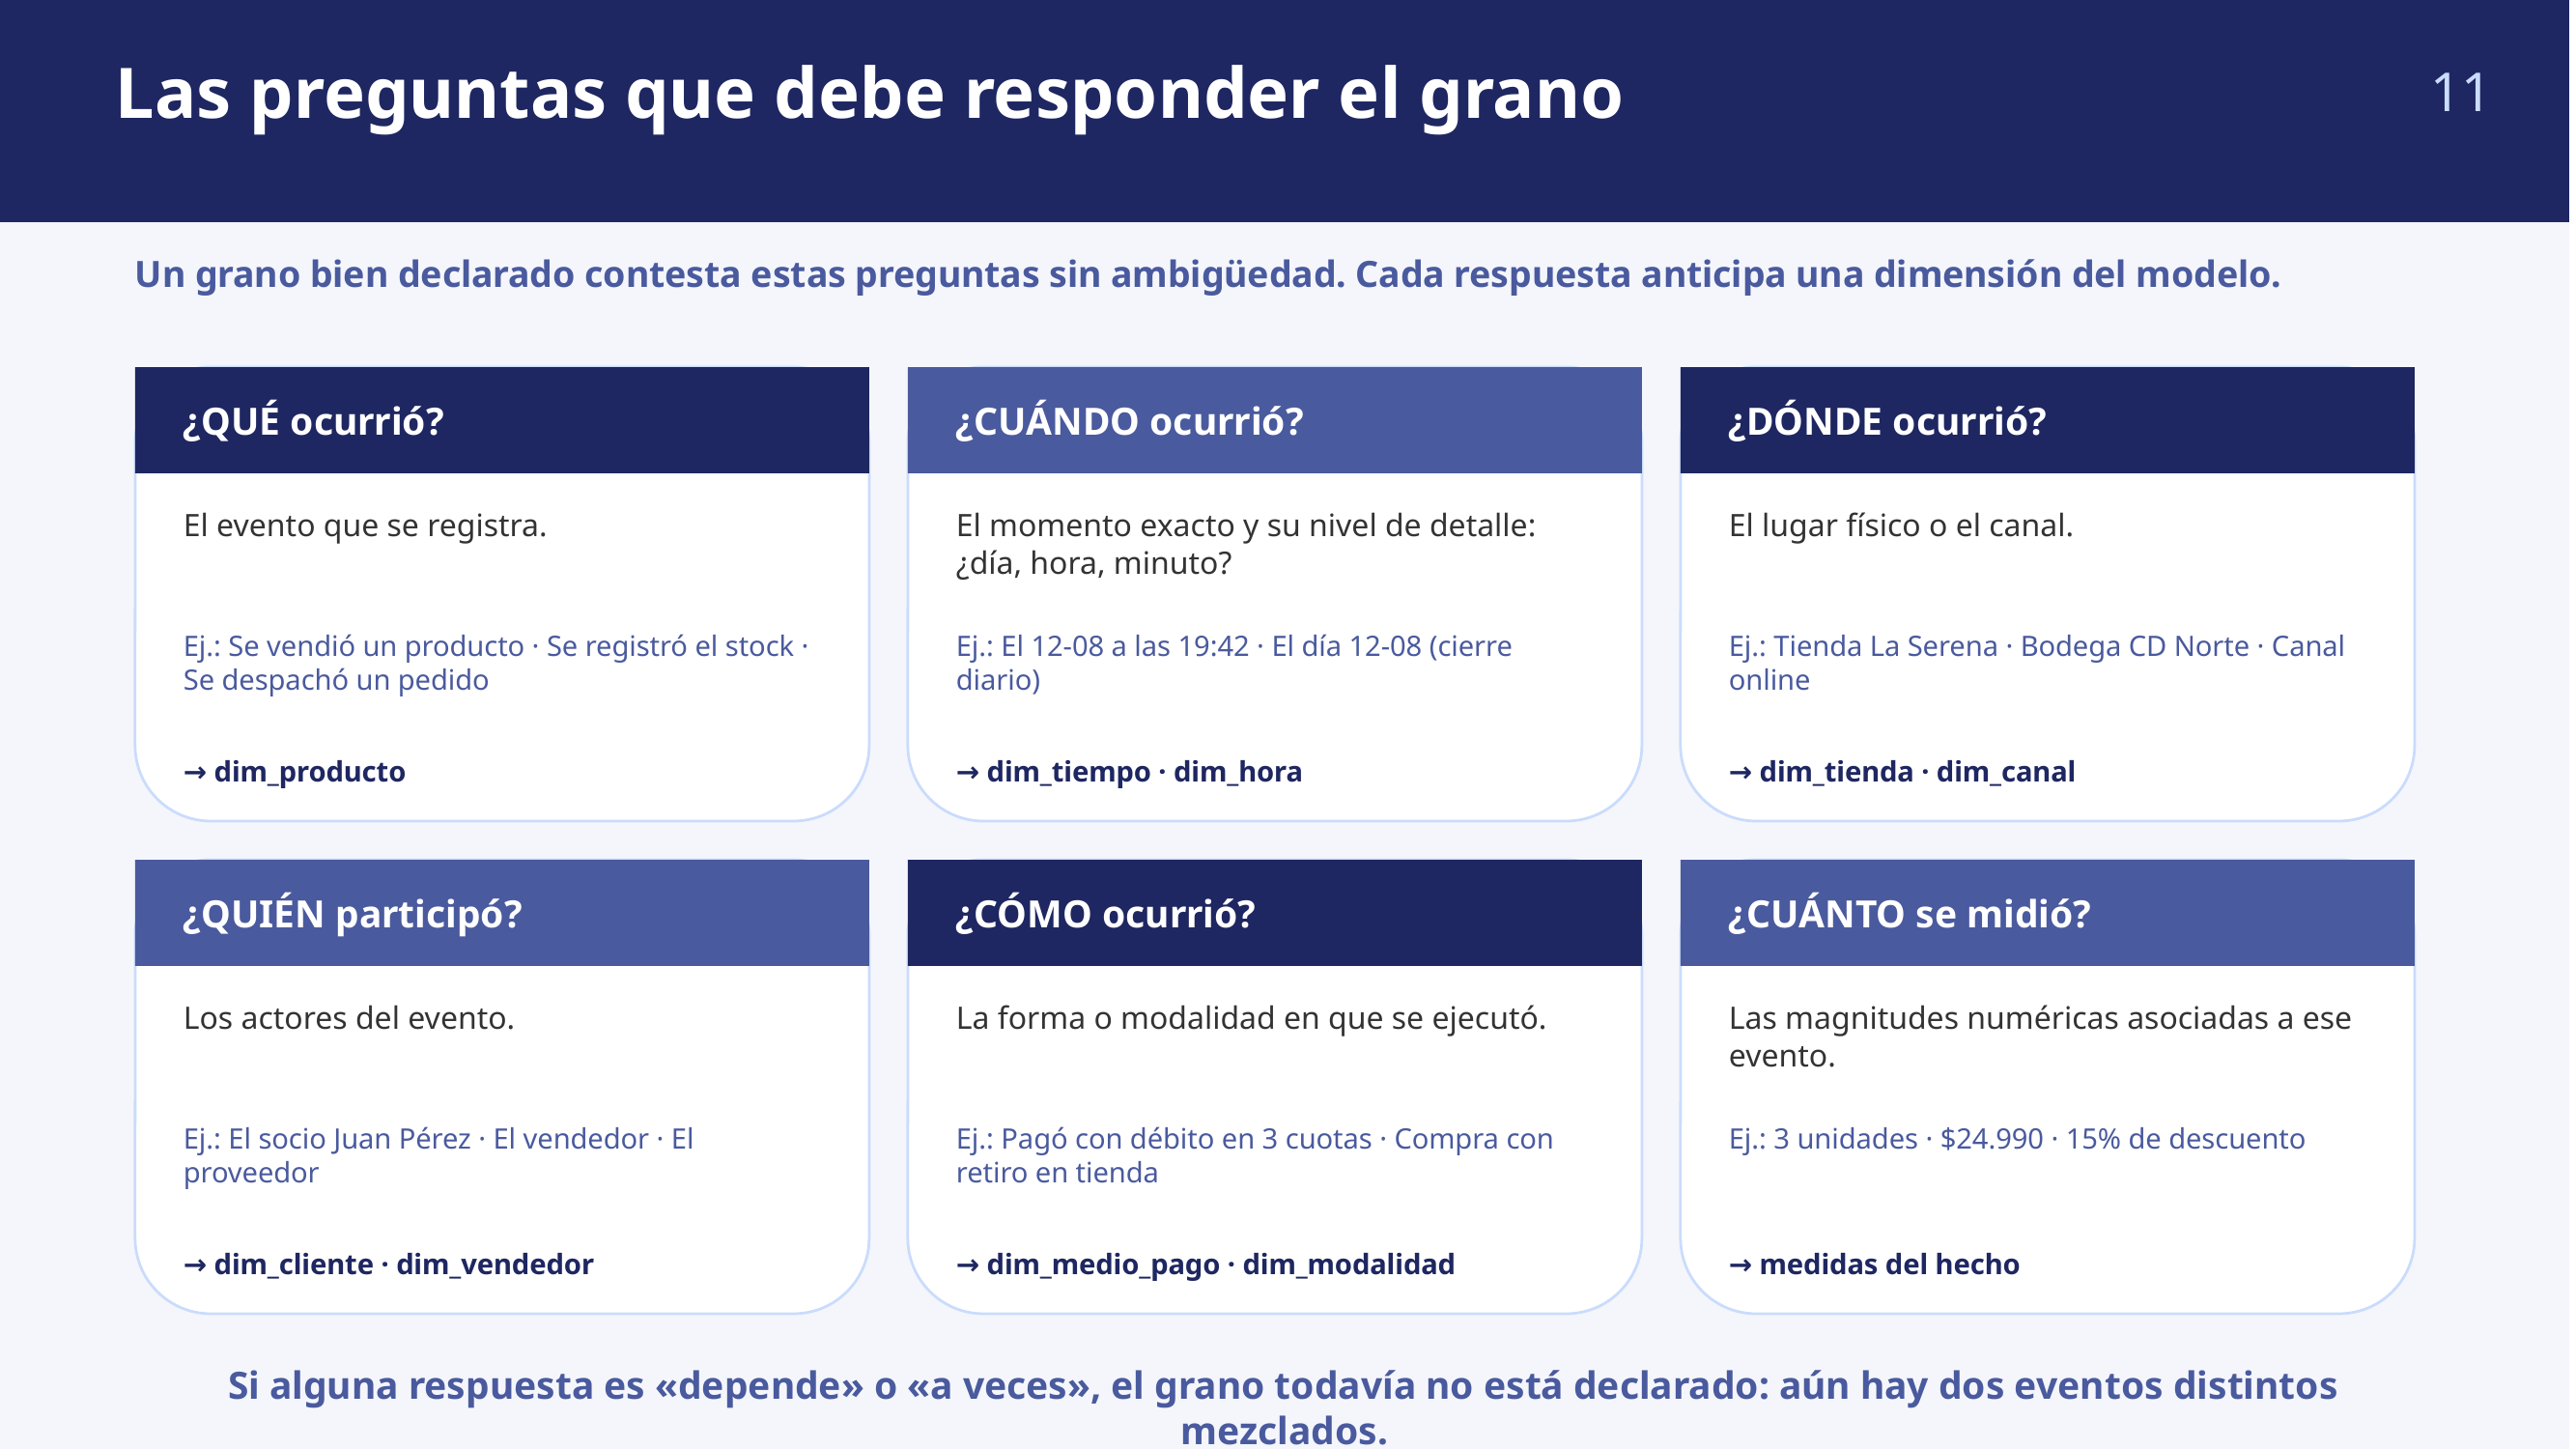 Las preguntas que debe responder el grano
11
Un grano bien declarado contesta estas preguntas sin ambigüedad. Cada respuesta anticipa una dimensión del modelo.
¿QUÉ ocurrió?
El evento que se registra.
Ej.: Se vendió un producto · Se registró el stock ·
Se despachó un pedido
→ dim_producto
¿CUÁNDO ocurrió?
El momento exacto y su nivel de detalle:
¿día, hora, minuto?
Ej.: El 12-08 a las 19:42 · El día 12-08 (cierre
diario)
→ dim_tiempo · dim_hora
¿DÓNDE ocurrió?
El lugar físico o el canal.
Ej.: Tienda La Serena · Bodega CD Norte · Canal
online
→ dim_tienda · dim_canal
¿QUIÉN participó?
Los actores del evento.
Ej.: El socio Juan Pérez · El vendedor · El
proveedor
→ dim_cliente · dim_vendedor
¿CÓMO ocurrió?
La forma o modalidad en que se ejecutó.
Ej.: Pagó con débito en 3 cuotas · Compra con
retiro en tienda
→ dim_medio_pago · dim_modalidad
¿CUÁNTO se midió?
Las magnitudes numéricas asociadas a ese
evento.
Ej.: 3 unidades · $24.990 · 15% de descuento
→ medidas del hecho
Si alguna respuesta es «depende» o «a veces», el grano todavía no está declarado: aún hay dos eventos distintos
mezclados.